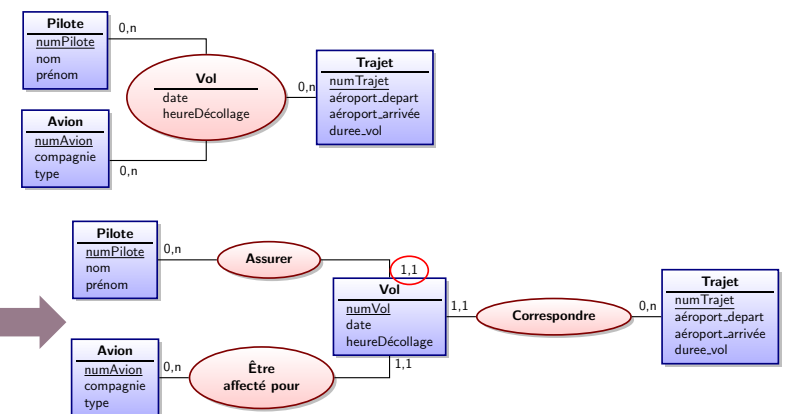 Pilote
numPilote
nom
prénom
0,n
Vol
date
heureDécollage
0,n
Trajet
numTrajet
aéroport_depart
aéroport_arrivée
duree_vol
Avion
numAvion
compagnie
type
0,n
Pilote
numPilote
nom
prénom
0,n
Assurer
1,1
Vol
numVol
date
heureDécollage
1,1
Correspondre
0,n
Trajet
numTrajet
aéroport_depart
aéroport_arrivée
duree_vol
Avion
numAvion
compagnie
type
0,n
Être
affecté pour
1,1